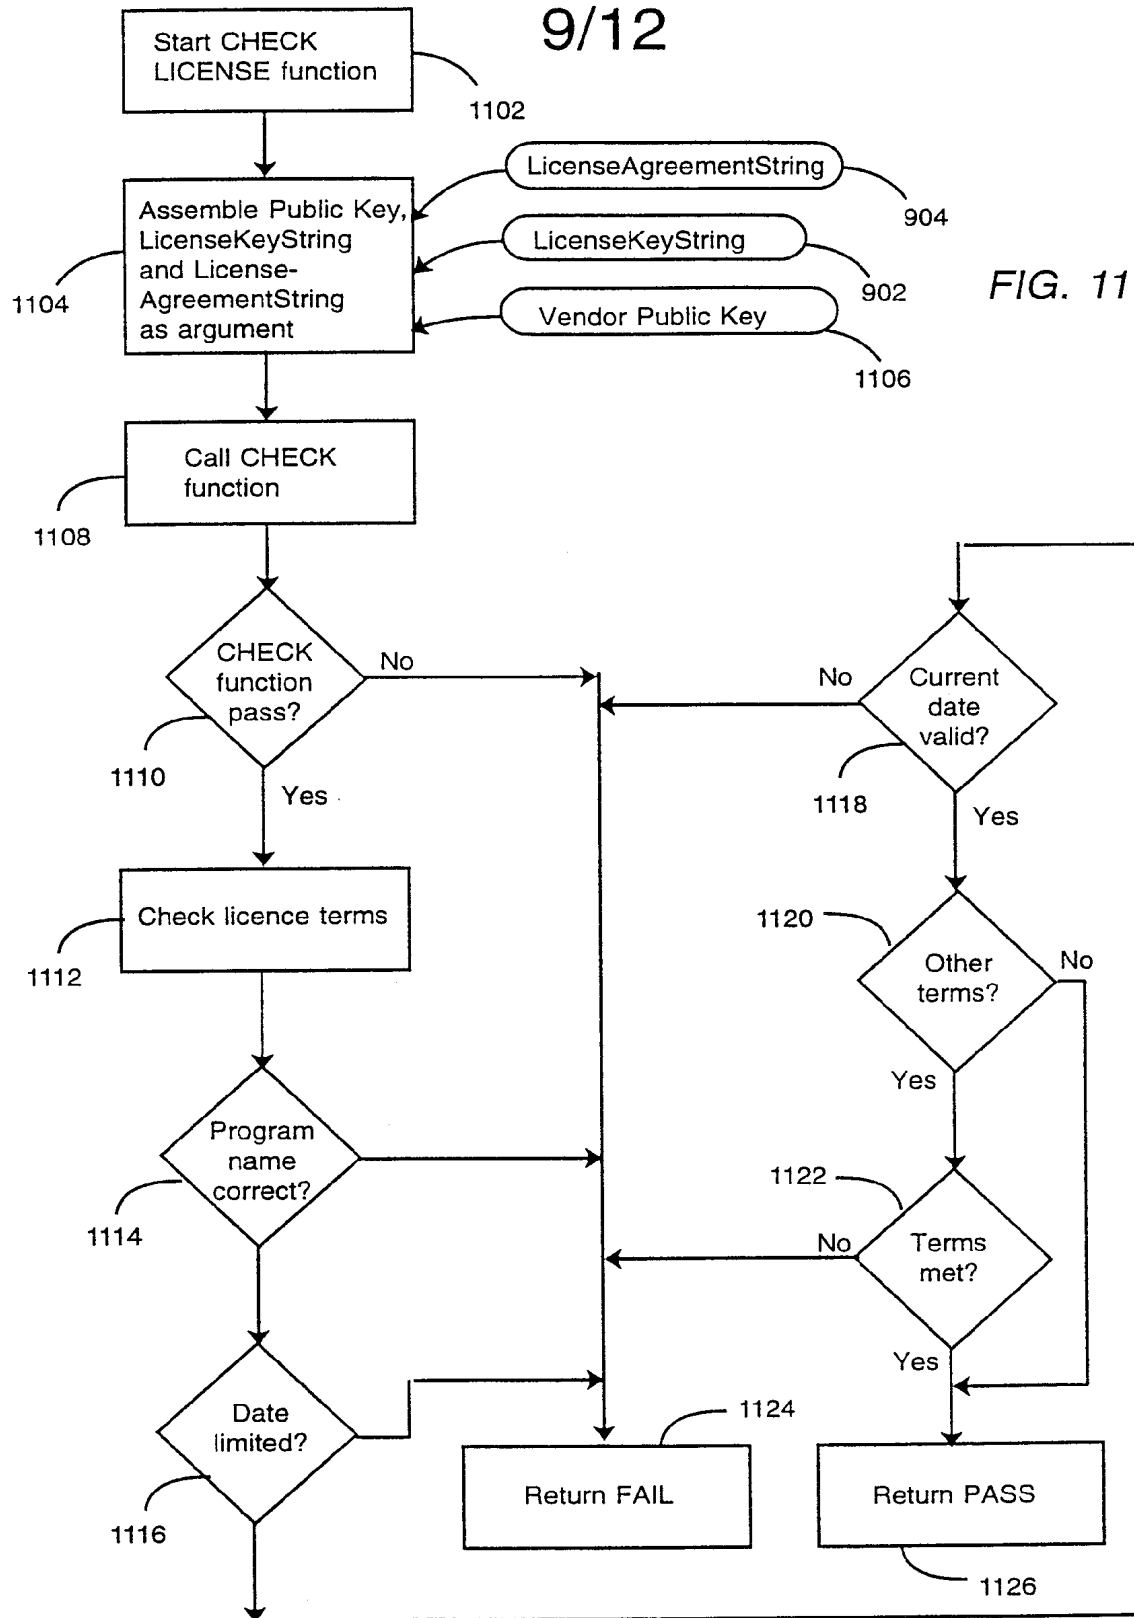 9/12
Start CHECK
LICENSE function
1102
LicenseAgreementString
904
Assemble Public Key,
LicenseKeyString
and License-
AgreementString
as argument
1104
LicenseKeyString
902
FIG. 11
Vendor Public Key
1106
Call CHECK
function
1108
CHECK
function
pass?
No
1110
Yes
No
Current
date
valid?
1118
Yes
Check licence terms
1112
1120
Other
terms?
No
Yes
Program
name
correct?
1114
1122
No
Terms
met?
Yes
Date
limited?
1116
1124
Return FAIL
Return PASS
1126